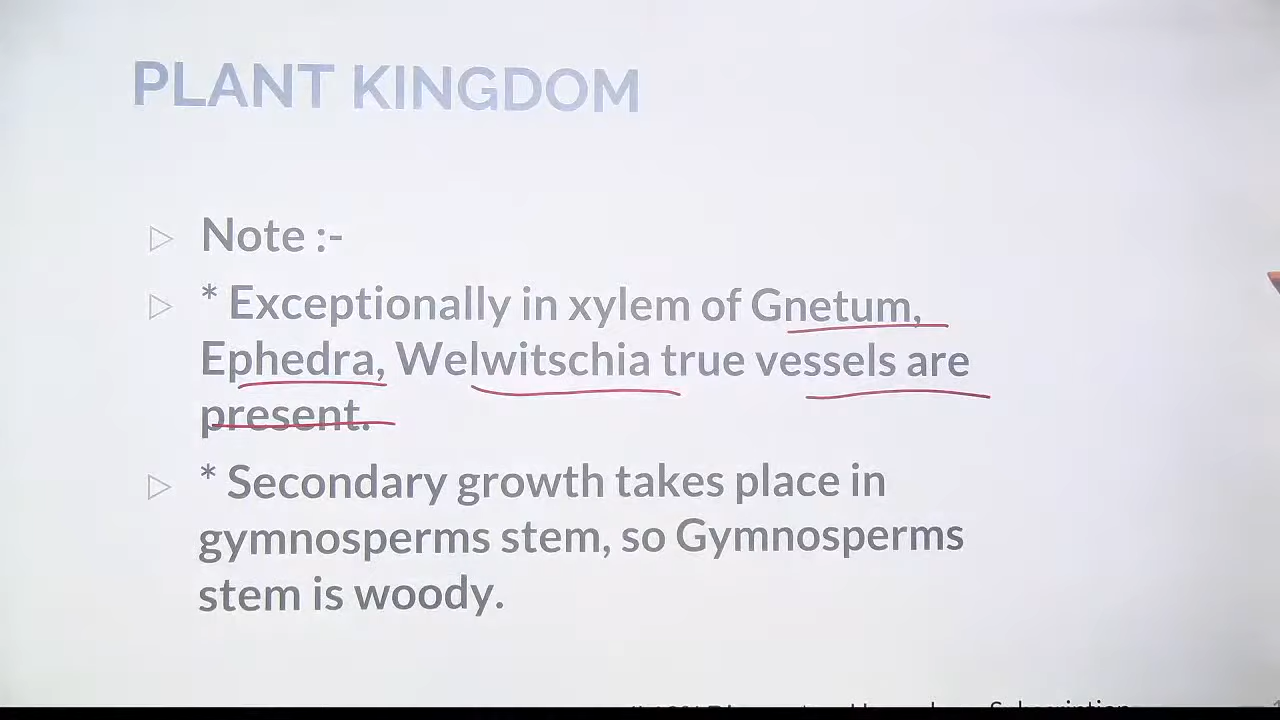 PLANT KINGDOM
Note :-
* Exceptionally in xylem of Gnetum,
Ephedra, Welwitschia true vessels are
present.
* Secondary growth takes place in
gymnosperms stem, so Gymnosperms
stem is woody.
Subscription